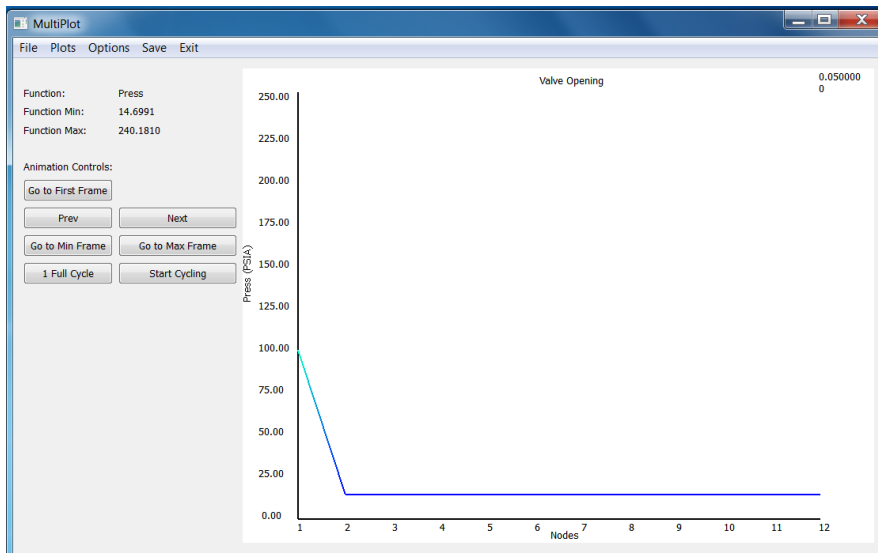 MultiPlot
File Plots Options Save Exit
Function: Press
Function Min: 14.6991
Function Max: 240.1810
Animation Controls:
Go to First Frame
Prev Next
Go to Min Frame Go to Max Frame
1 Full Cycle Start Cycling
Valve Opening
0.050000
0
Press (PSIA)
250.00
225.00
200.00
175.00
150.00
125.00
100.00
75.00
50.00
25.00
0.00
1 2 3 4 5 6 7 8 9 10 11 12
Nodes